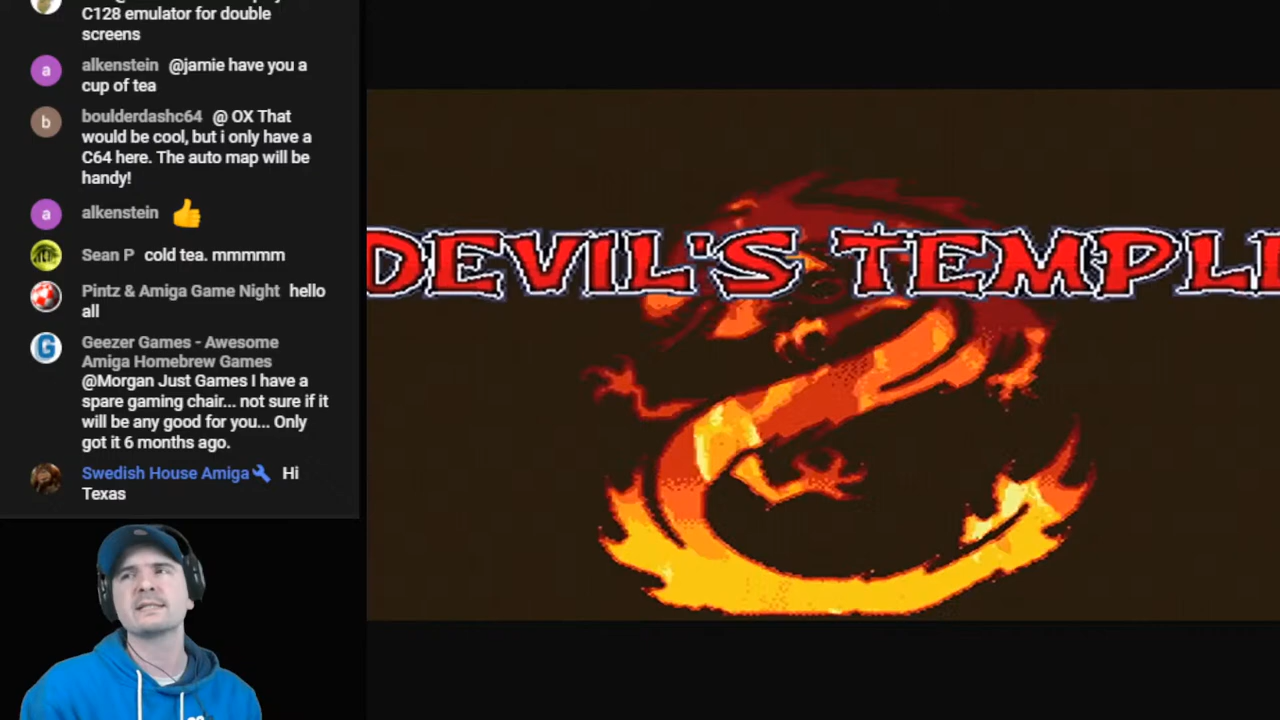 C128 emulator for double
screens
a
alkenstein @jamie have you a
cup of tea
b
boulderdashc64 @ OX That
would be cool, but i only have a
C64 here. The auto map will be
handy!
a
alkenstein 👍
Sean P cold tea. mmmmm
Pintz & Amiga Game Night hello
all
G
Geezer Games - Awesome
Amiga Homebrew Games
@Morgan Just Games I have a
spare gaming chair... not sure if it
will be any good for you... Only
got it 6 months ago.
Swedish House Amiga Hi
Texas
DEVIL'S TEMPL